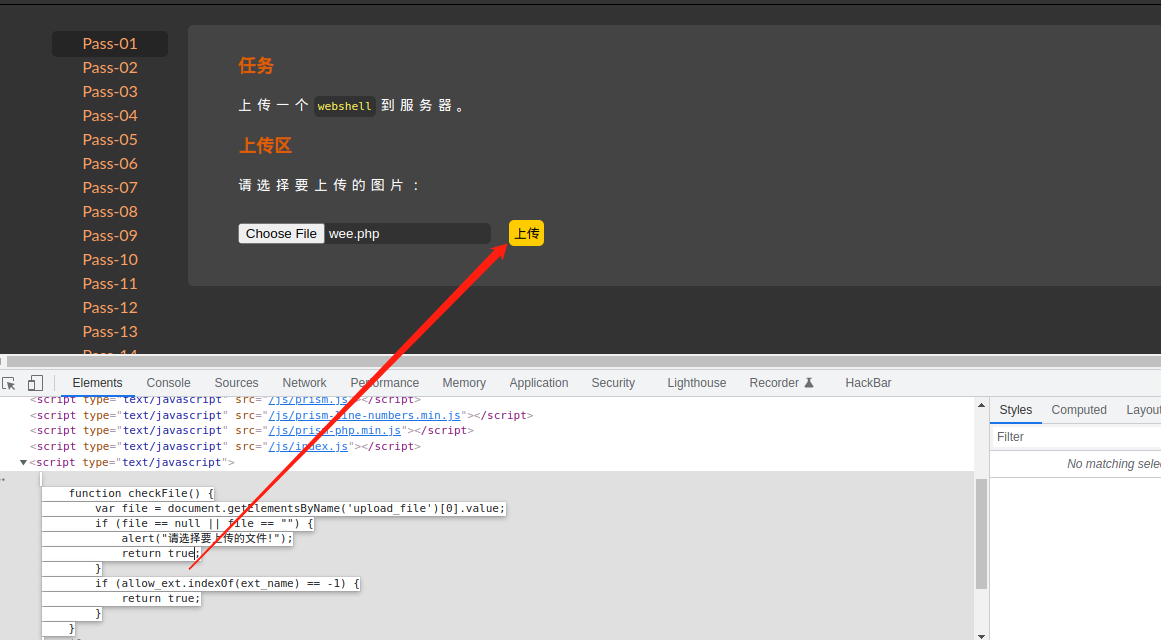 Pass-01
Pass-02
Pass-03
Pass-04
Pass-05
Pass-06
Pass-07
Pass-08
Pass-09
Pass-10
Pass-11
Pass-12
Pass-13
Pass-14
任务
上传一个 webshell 到服务器。
上传区
请选择要上传的图片：
Choose File wee.php 上传
Elements Console Sources Network Performance Memory Application Security Lighthouse Recorder HackBar
<script type="text/javascript" src="/js/prism.js"></script>
<script type="text/javascript" src="/js/prism-line-numbers.min.js"></script>
<script type="text/javascript" src="/js/prism-php.min.js"></script>
<script type="text/javascript" src="/js/index.js"></script>
<script type="text/javascript">
function checkFile() {
var file = document.getElementsByName('upload_file')[0].value;
if (file == null || file == "") {
alert("请选择要上传的文件!");
return true;
}
if (allow_ext.indexOf(ext_name) == -1) {
return true;
}
}
Styles Computed Layout
Filter
No matching selec